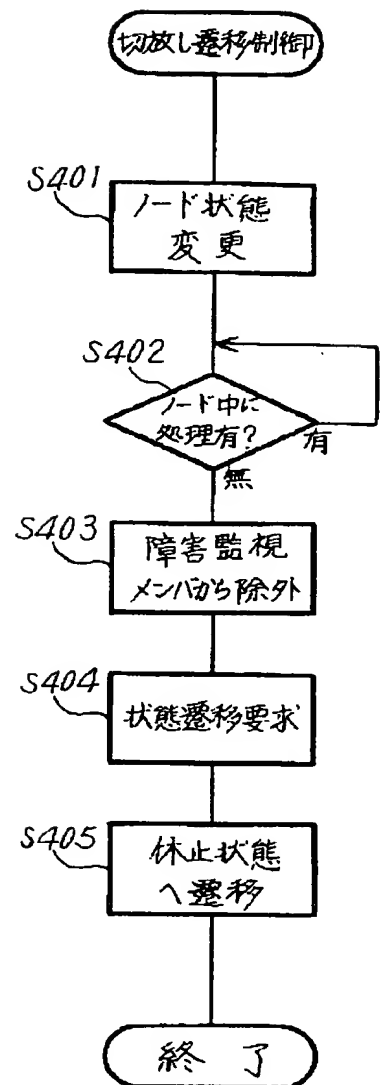 切放し遷移制御
S401
ノード状態
変更
S402
ノード中に
処理有?
有
無
S403
障害監視
メンバから除外
S404
状態遷移要求
S405
休止状態
へ遷移
終了